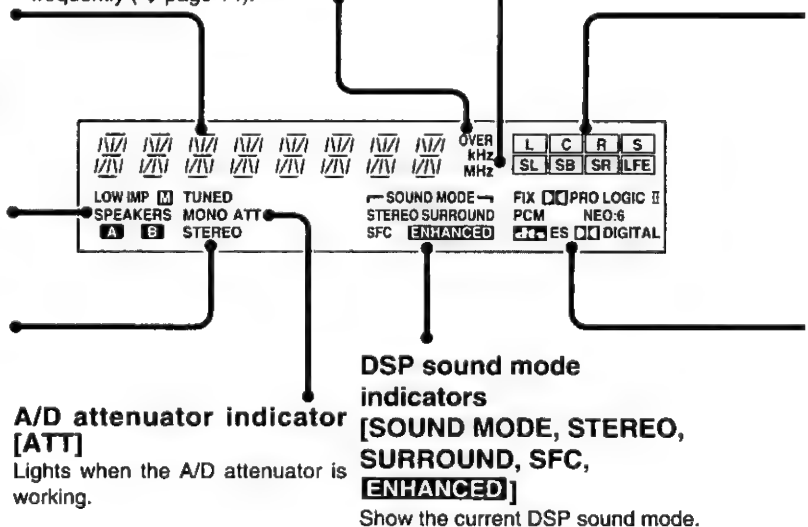 frequently (➔ page 14).
OVER
kHz
MHz
L C R S
SL SB SR LFE
LOW IMP M TUNED
SPEAKERS MONO ATT
A B STEREO
SOUND MODE
STEREO SURROUND
SFC ENHANCED
FIX PRO LOGIC II
PCM NEO:6
dts ES DIGITAL
A/D attenuator indicator
[ATT]
Lights when the A/D attenuator is
working.
DSP sound mode
indicators
[SOUND MODE, STEREO,
SURROUND, SFC,
ENHANCED]
Show the current DSP sound mode.